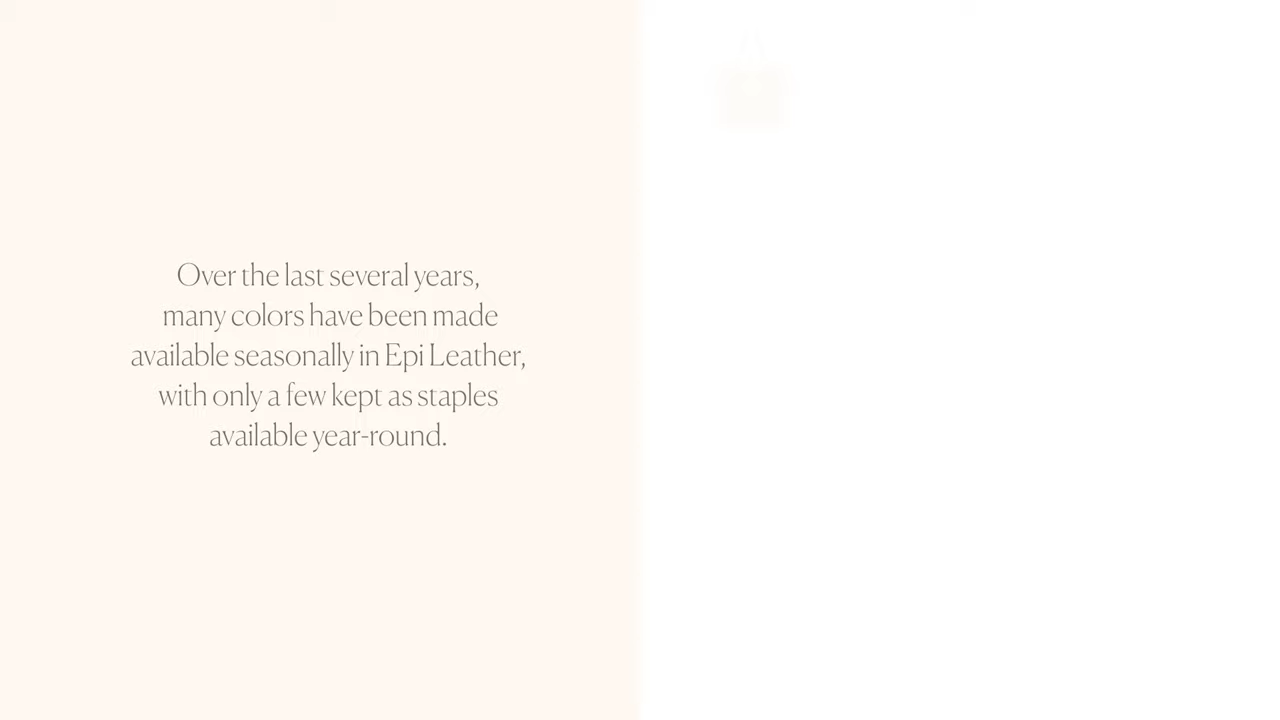 Over the last several years,
many colors have been made
available seasonally in Epi Leather,
with only a few kept as staples
available year-round.